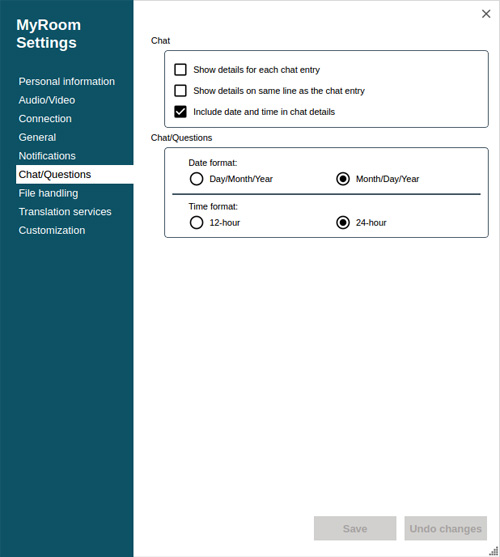 MyRoom
Settings
Personal information
Audio/Video
Connection
General
Notifications
Chat/Questions
File handling
Translation services
Customization
Chat
Show details for each chat entry
Show details on same line as the chat entry
Include date and time in chat details
Chat/Questions
Date format:
Day/Month/Year
Month/Day/Year
Time format:
12-hour
24-hour
Save
Undo changes